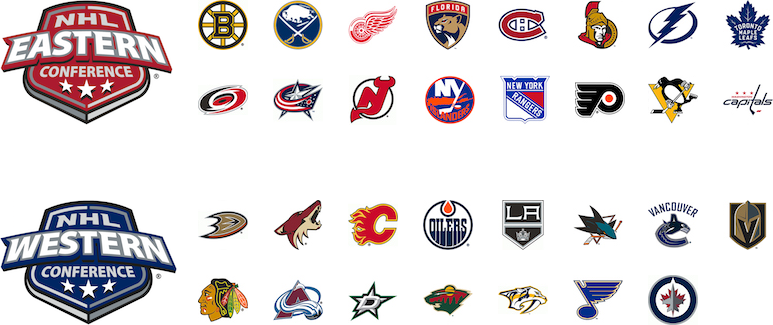 NHL
EASTERN
CONFERENCE
®
B
FLORIDA
C
H
TORONTO
MAPLE
LEAFS
NJ
NY
ISLANDERS
NEW YORK
RANGERS
P
capitals
NHL
WESTERN
CONFERENCE
®
D
C
OILERS
LA
VANCOUVER
V
A
D